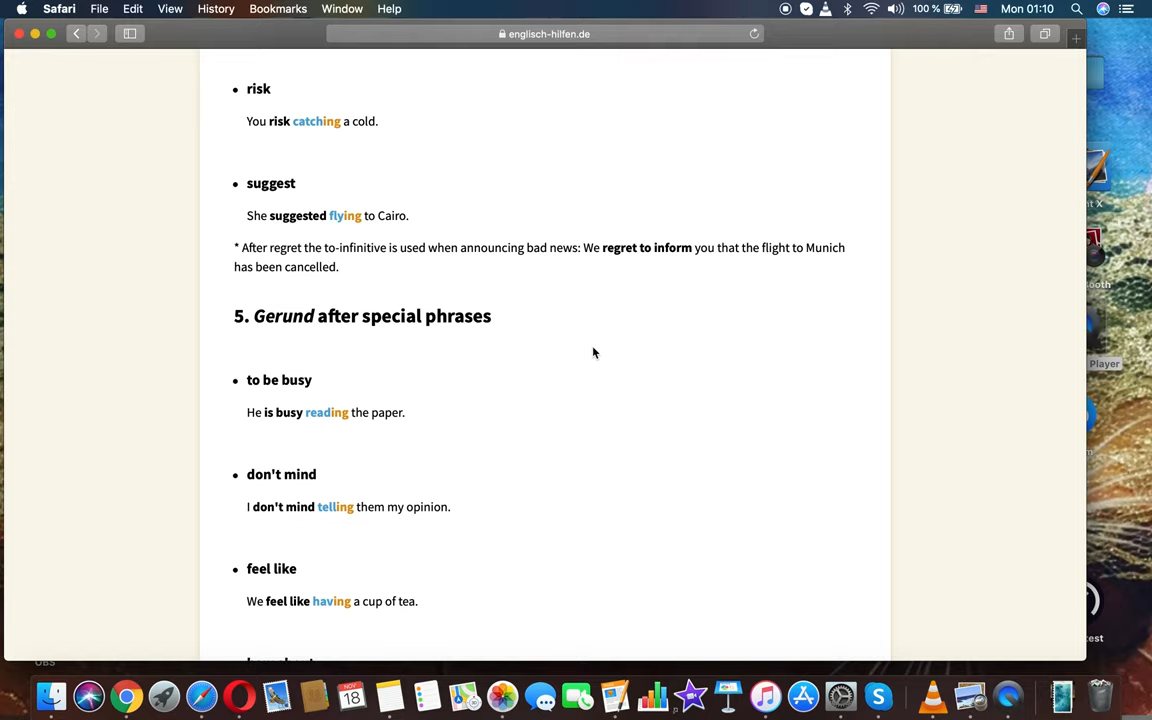 Safari File Edit View History Bookmarks Window Help 100 % Mon 01:10
englisch-hilfen.de
• risk
You risk catching a cold.
• suggest
She suggested flying to Cairo.
* After regret the to-infinitive is used when announcing bad news: We regret to inform you that the flight to Munich
has been cancelled.
5. Gerund after special phrases
• to be busy
He is busy reading the paper.
• don't mind
I don't mind telling them my opinion.
• feel like
We feel like having a cup of tea.
Player
OBS
NOV
18